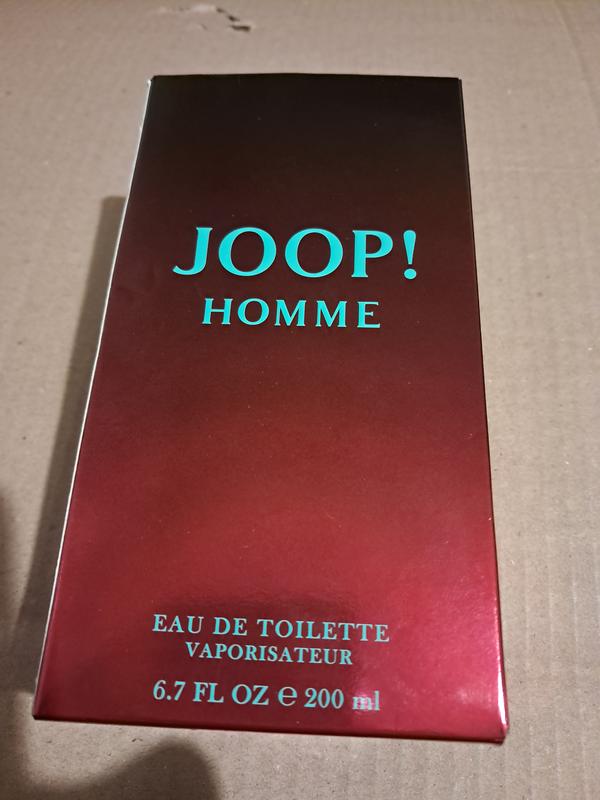 JOOP!
HOMME
EAU DE TOILETTE
VAPORISATEUR
6.7 FL OZ ℮ 200 ml